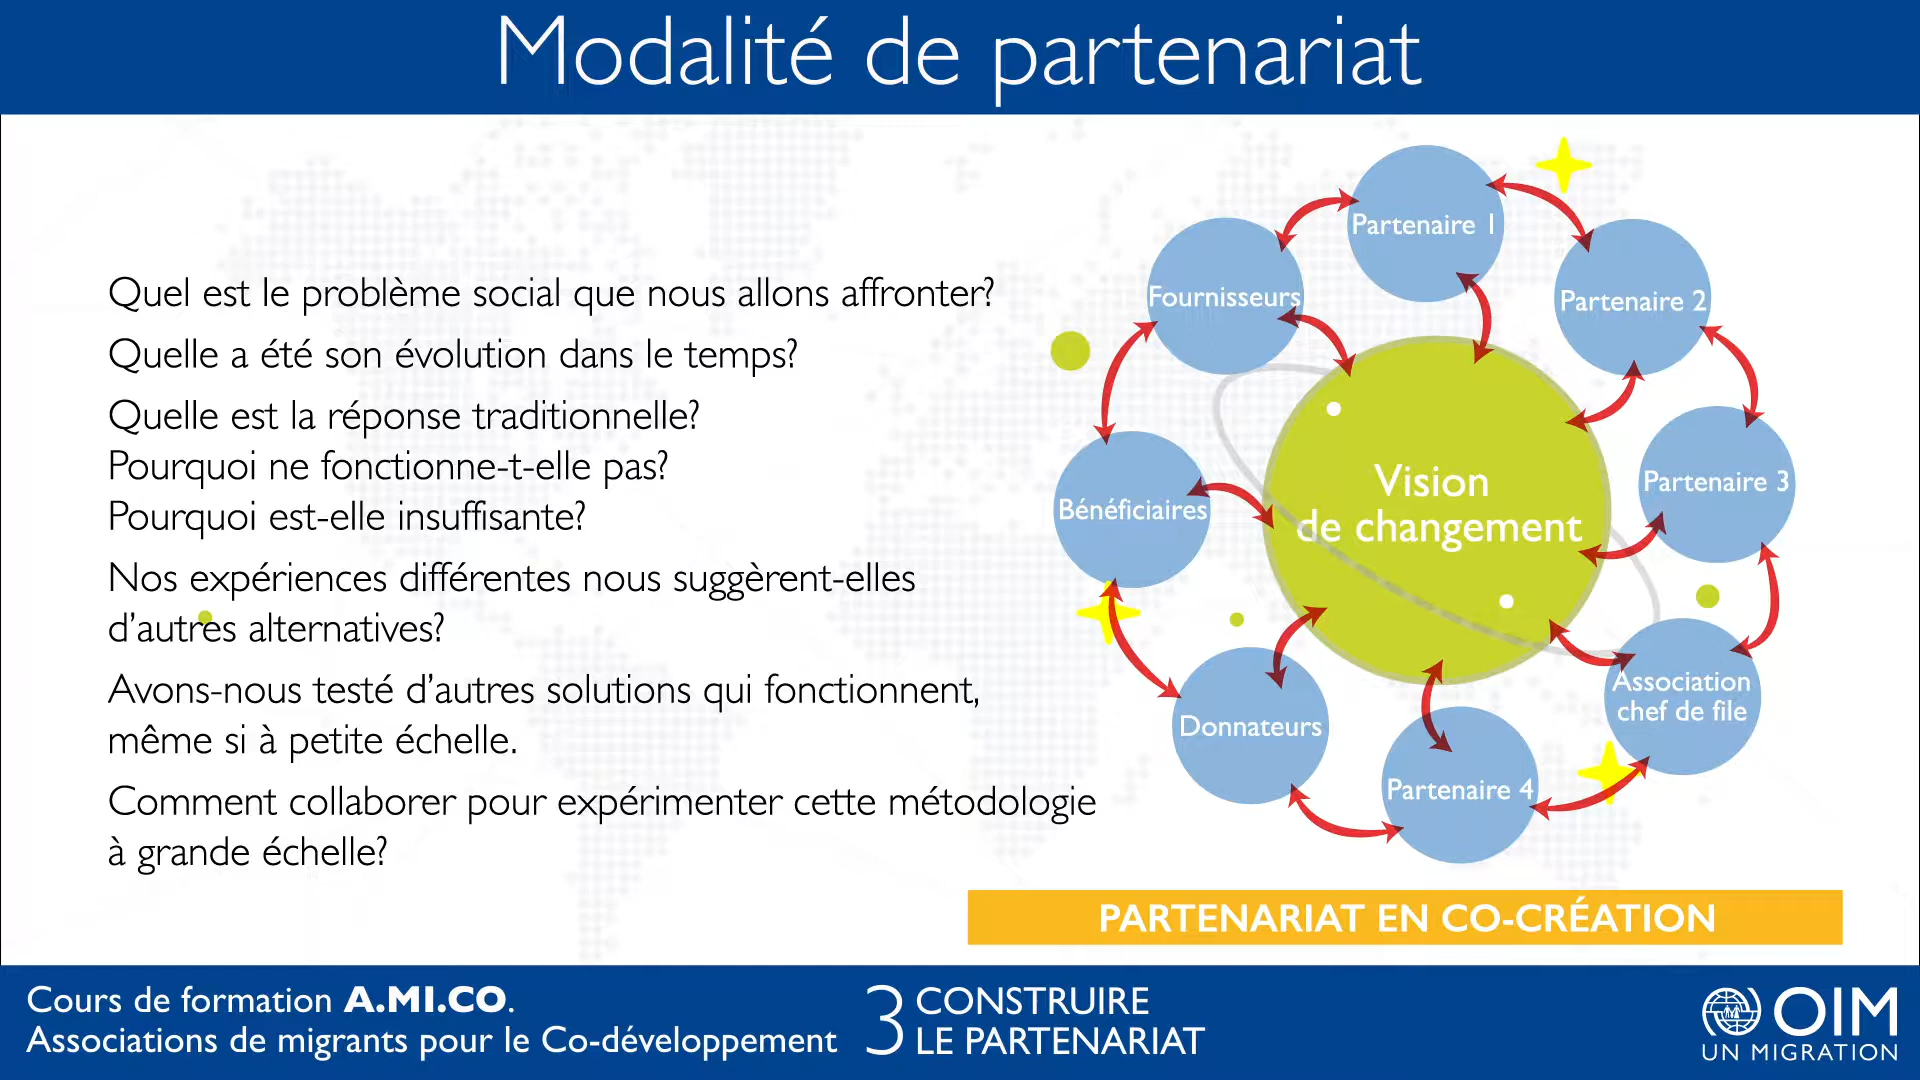 Modalité de partenariat
Quel est le problème social que nous allons affronter?
Quelle a été son évolution dans le temps?
Quelle est la réponse traditionnelle?
Pourquoi ne fonctionne-t-elle pas?
Pourquoi est-elle insuffisante?
Nos expériences différentes nous suggèrent-elles
d’autres alternatives?
Avons-nous testé d’autres solutions qui fonctionnent,
même si à petite échelle.
Comment collaborer pour expérimenter cette métodologie
à grande échelle?
Partenaire 1
Fournisseurs
Partenaire 2
Vision
de changement
Partenaire 3
Bénéficiaires
Association
chef de file
Donnateurs
Partenaire 4
PARTENARIAT EN CO-CRÉATION
Cours de formation A.MI.CO.
Associations de migrants pour le Co-développement
3 CONSTRUIRE
LE PARTENARIAT
OIM
UN MIGRATION